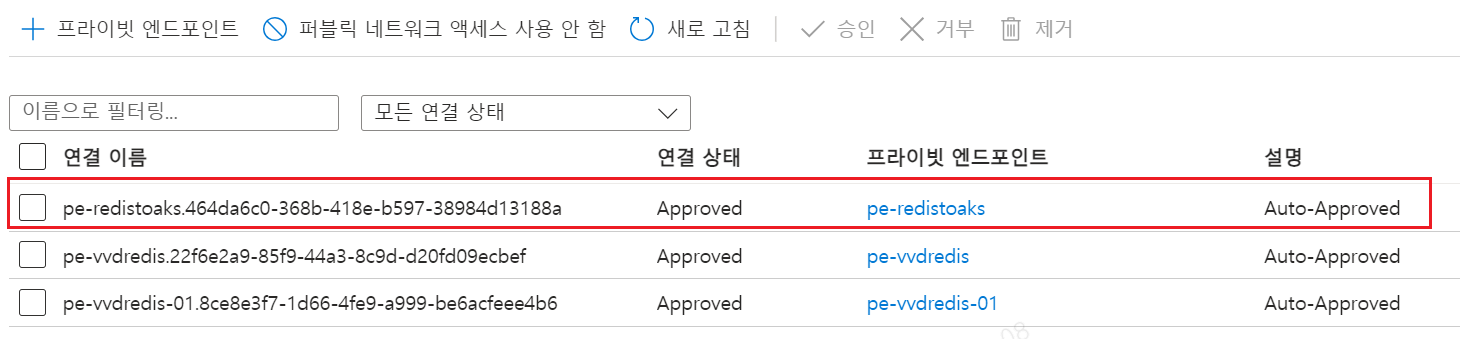 프라이빗 엔드포인트 퍼블릭 네트워크 액세스 사용 안 함 새로 고침 승인 거부 제거
이름으로 필터링... 모든 연결 상태
연결 이름 연결 상태 프라이빗 엔드포인트 설명
pe-redistoaks.464da6c0-368b-418e-b597-38984d13188a Approved pe-redistoaks Auto-Approved
pe-vvdredis.22f6e2a9-85f9-44a3-8c9d-d20fd09ecbef Approved pe-vvdredis Auto-Approved
pe-vvdredis-01.8ce8e3f7-1d66-4fe9-a999-be6acfeee4b6 Approved pe-vvdredis-01 Auto-Approved